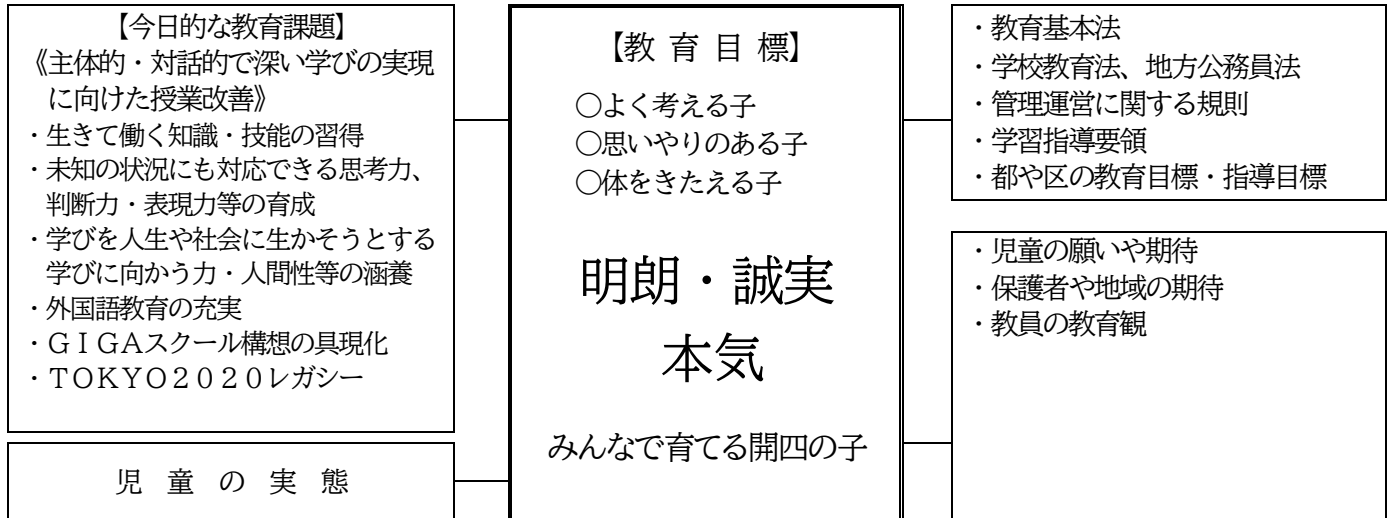 【今日的な教育課題】
《主体的・対話的で深い学びの実現
に向けた授業改善》
・生きて働く知識・技能の習得
・未知の状況にも対応できる思考力、
判断力・表現力等の育成
・学びを人生や社会に生かそうとする
学びに向かう力・人間性等の涵養
・外国語教育の充実
・ＧＩＧＡスクール構想の具現化
・ＴＯＫＹＯ２０２０レガシー
児 童 の 実 態
【教 育 目 標】
○よく考える子
○思いやりのある子
○体をきたえる子
明朗・誠実
本気
みんなで育てる開四の子
・教育基本法
・学校教育法、地方公務員法
・管理運営に関する規則
・学習指導要領
・都や区の教育目標・指導目標
・児童の願いや期待
・保護者や地域の期待
・教員の教育観